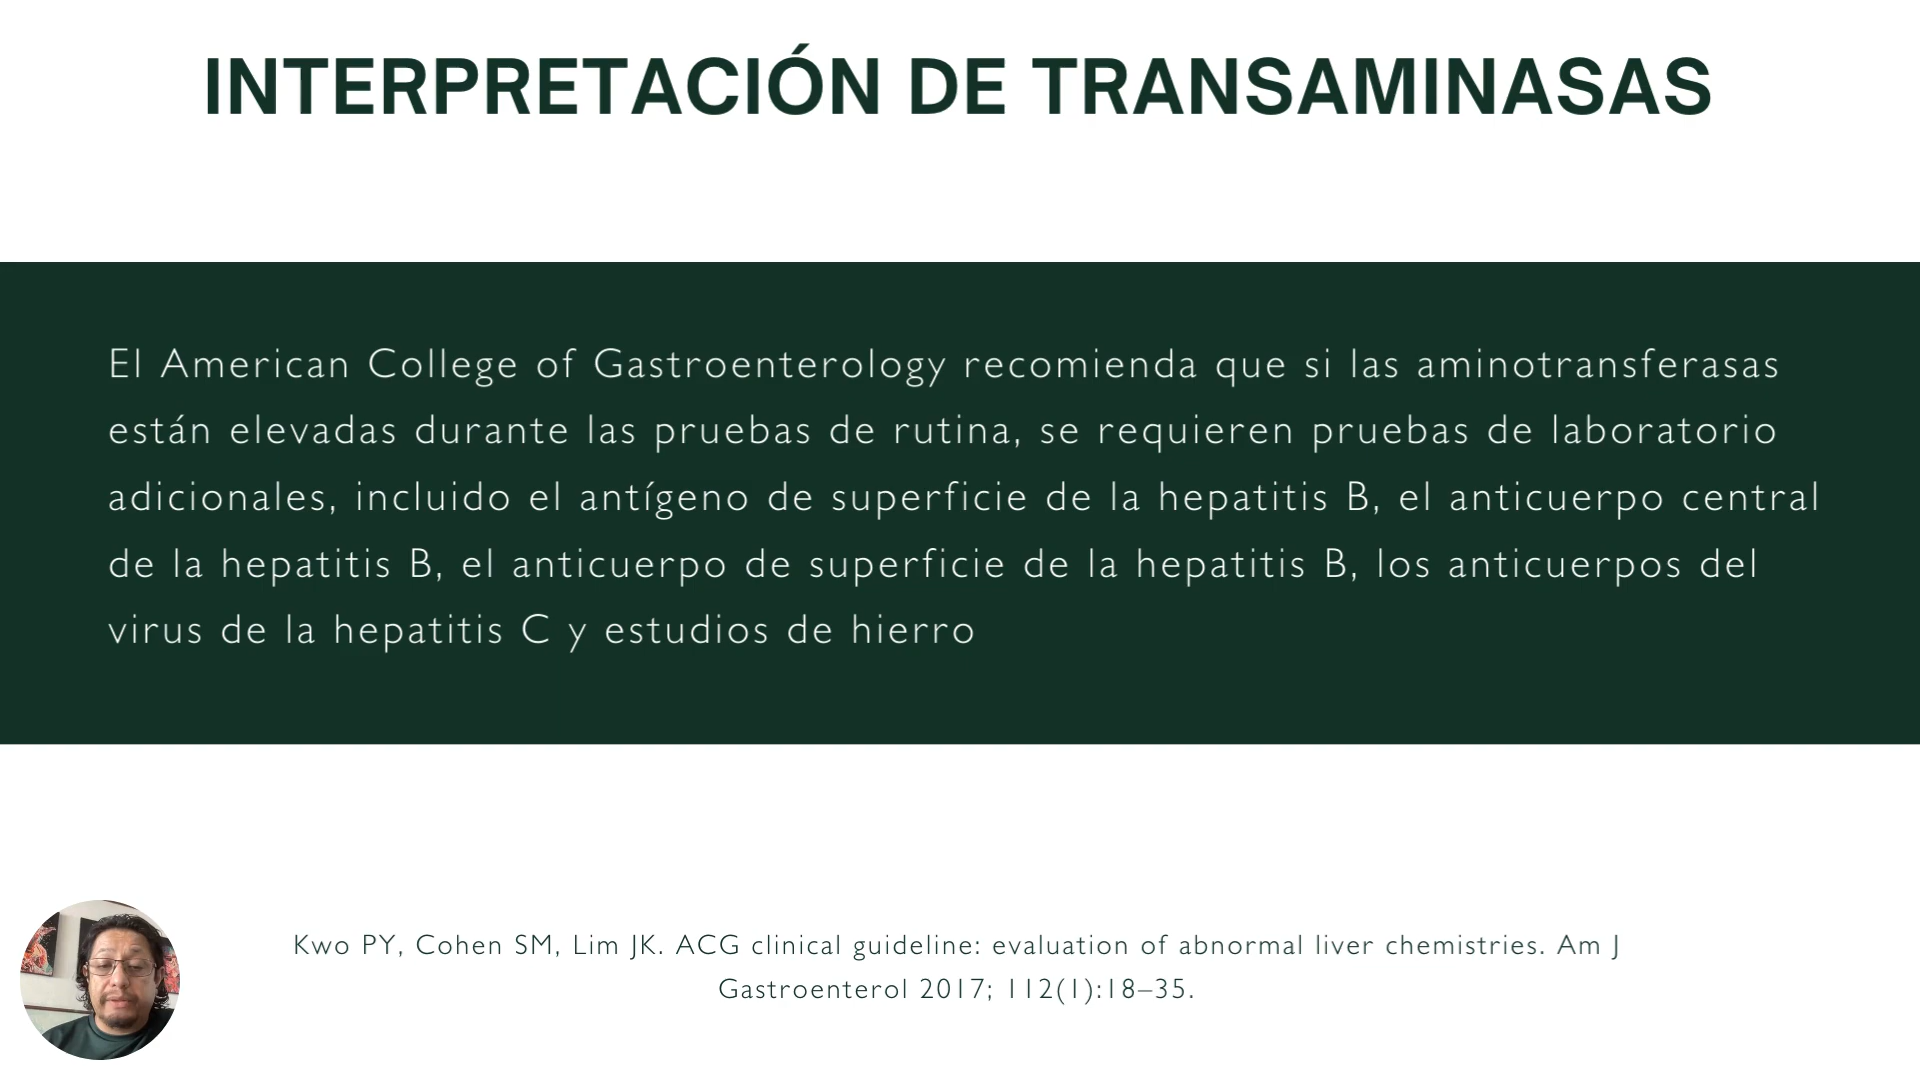 INTERPRETACIÓN DE TRANSAMINASAS
El American College of Gastroenterology recomienda que si las aminotransferasas
están elevadas durante las pruebas de rutina, se requieren pruebas de laboratorio
adicionales, incluido el antígeno de superficie de la hepatitis B, el anticuerpo central
de la hepatitis B, el anticuerpo de superficie de la hepatitis B, los anticuerpos del
virus de la hepatitis C y estudios de hierro
Kwo PY, Cohen SM, Lim JK. ACG clinical guideline: evaluation of abnormal liver chemistries. Am J
Gastroenterol 2017; 112(1):18–35.